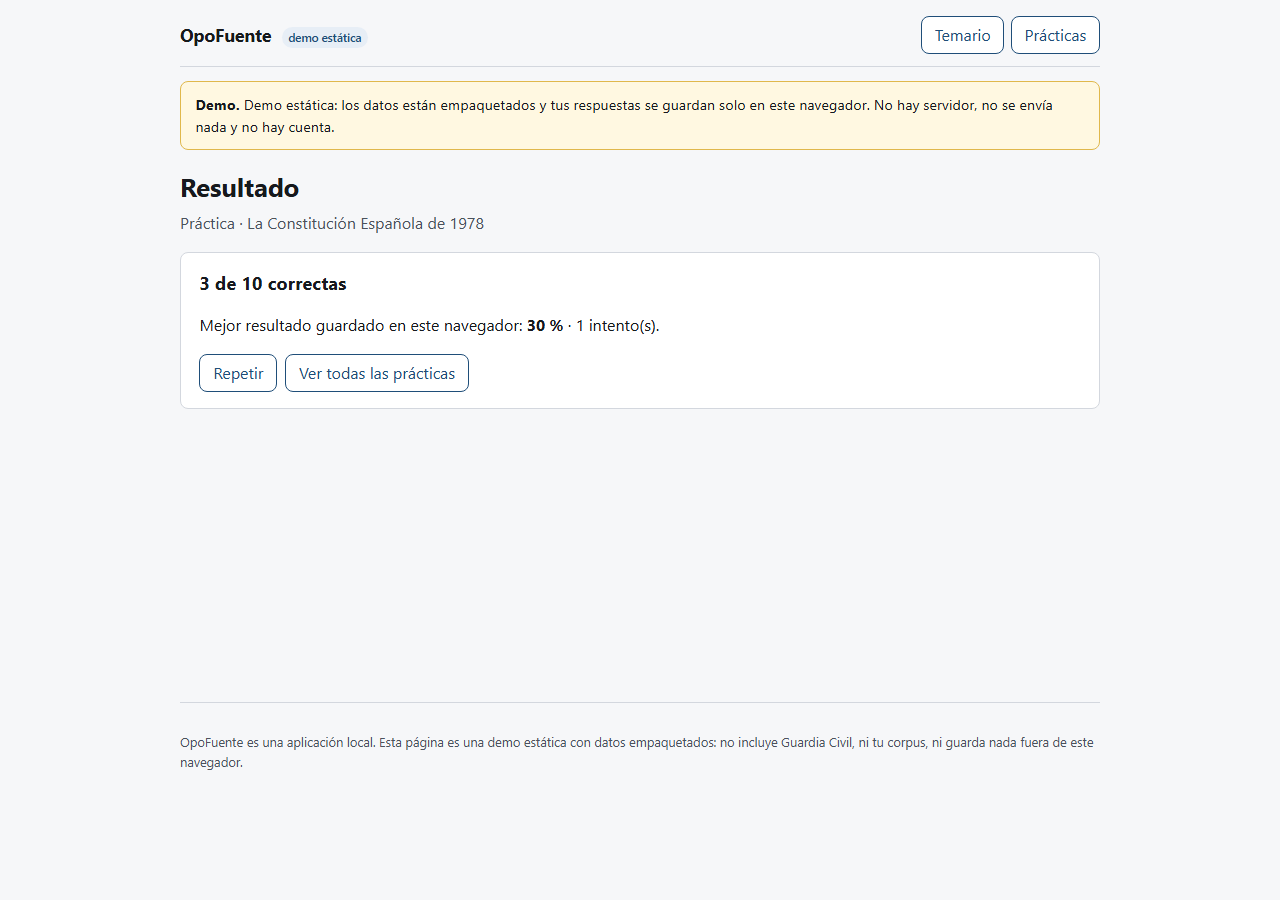 OpoFuente demo estática Temario Prácticas
Demo. Demo estática: los datos están empaquetados y tus respuestas se guardan solo en este navegador. No hay servidor, no se envía
nada y no hay cuenta.
Resultado
Práctica · La Constitución Española de 1978
3 de 10 correctas
Mejor resultado guardado en este navegador: 30 % · 1 intento(s).
Repetir Ver todas las prácticas
OpoFuente es una aplicación local. Esta página es una demo estática con datos empaquetados: no incluye Guardia Civil, ni tu corpus, ni guarda nada fuera de este
navegador.